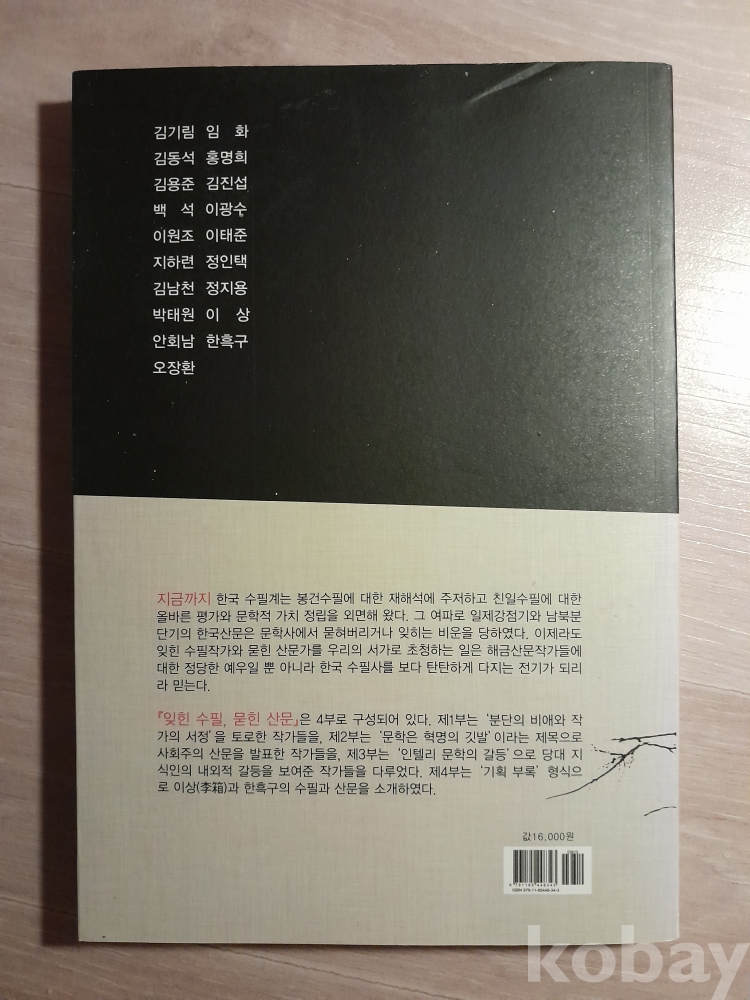 김기림 임 화
김동석 홍명희
김용준 김진섭
백 석 이광수
이원조 이태준
지하련 정인택
김남천 정지용
박태원 이 상
안회남 한흑구
오장환
지금까지 한국 수필계는 봉건수필에 대한 재해석에 주저하고 친일수필에 대한
올바른 평가와 문학적 가치 정립을 외면해 왔다. 그 여파로 일제강점기와 남북분
단기의 한국산문은 문학사에서 묻혀버리거나 잊히는 비운을 당하였다. 이제라도
잊힌 수필작가와 묻힌 산문가를 우리의 서가로 초청하는 일은 해금산문작가들에
대한 정당한 예우일 뿐 아니라 한국 수필사를 보다 탄탄하게 다지는 전기가 되리
라 믿는다.
『잊힌 수필, 묻힌 산문』은 4부로 구성되어 있다. 제1부는 '분단의 비애와 작
가의 서정'을 토로한 작가들을, 제2부는 '문학은 혁명의 깃발'이라는 제목으로
사회주의 산문을 발표한 작가들을, 제3부는 '인텔리 문학의 갈등'으로 당대 지
식인의 내외적 갈등을 보여준 작가들을 다루었다. 제4부는 '기획 부록' 형식으
로 이상(李箱)과 한흑구의 수필과 산문을 소개하였다.
값16,000원
kobay